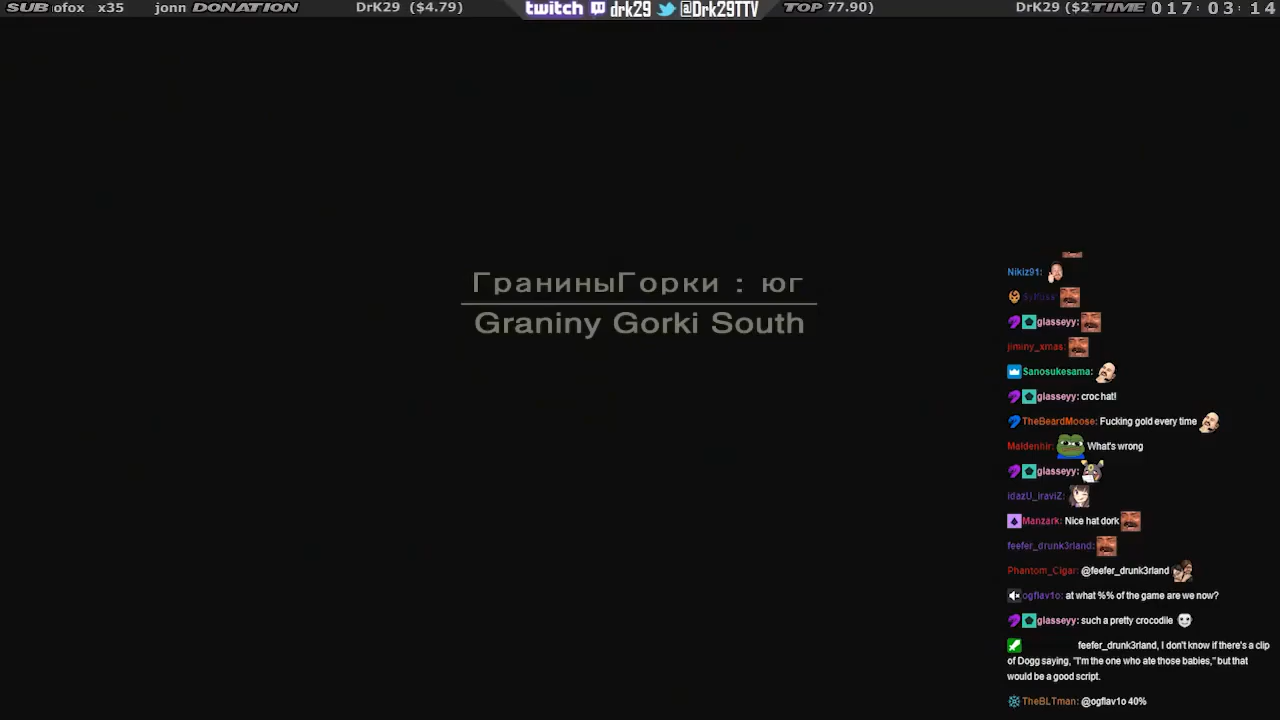 SUB ofox x35 jonn DONATION DrK29 ($4.79) twitch drk29 @Drk29TTV TOP 77.90) DrK29 ($2 TIME 017:03:14
ГраниныГорки : юг
Graniny Gorki South
Nikiz91:
glasseyy:
jiminy_xmas:
Sanosukesama:
glasseyy: croc hat!
TheBeardMoose: Fucking gold every time
Maldenhir: What's wrong
glasseyy:
idazU_iraviZ:
Manzark: Nice hat dork
feefer_drunk3rland:
Phantom_Cigar: @feefer_drunk3rland
ogflav1o: at what %% of the game are we now?
glasseyy: such a pretty crocodile
feefer_drunk3rland, I don't know if there's a clip
of Dogg saying, "I'm the one who ate those babies," but that
would be a good script.
TheBLTman: @ogflav1o 40%